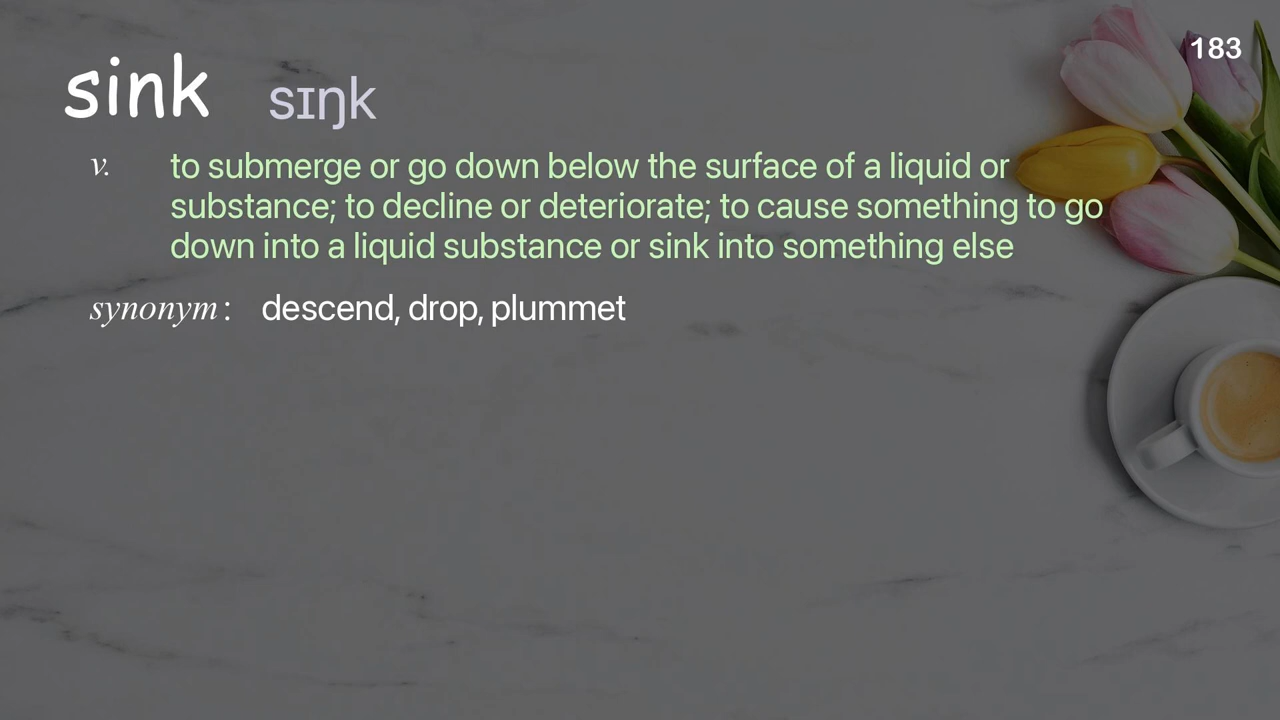 183
sink sɪŋk
v. to submerge or go down below the surface of a liquid or
substance; to decline or deteriorate; to cause something to go
down into a liquid substance or sink into something else
synonym: descend, drop, plummet